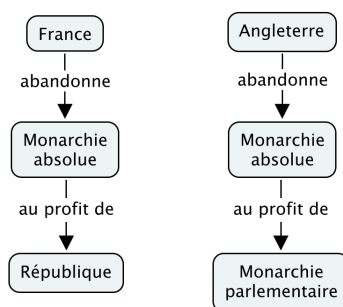 France
abandonne
Monarchie
absolue
au profit de
République
Angleterre
abandonne
Monarchie
absolue
au profit de
Monarchie
parlementaire